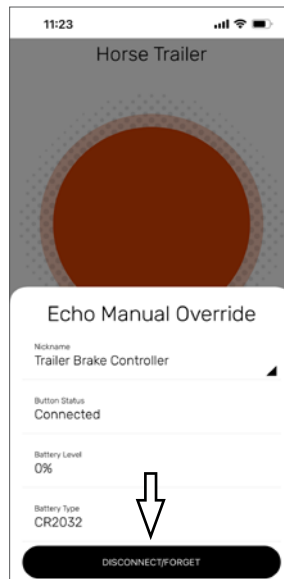 11:23
Horse Trailer
Echo Manual Override
Nickname
Trailer Brake Controller
Button Status
Connected
Battery Level
0%
Battery Type
CR2032
DISCONNECT/FORGET